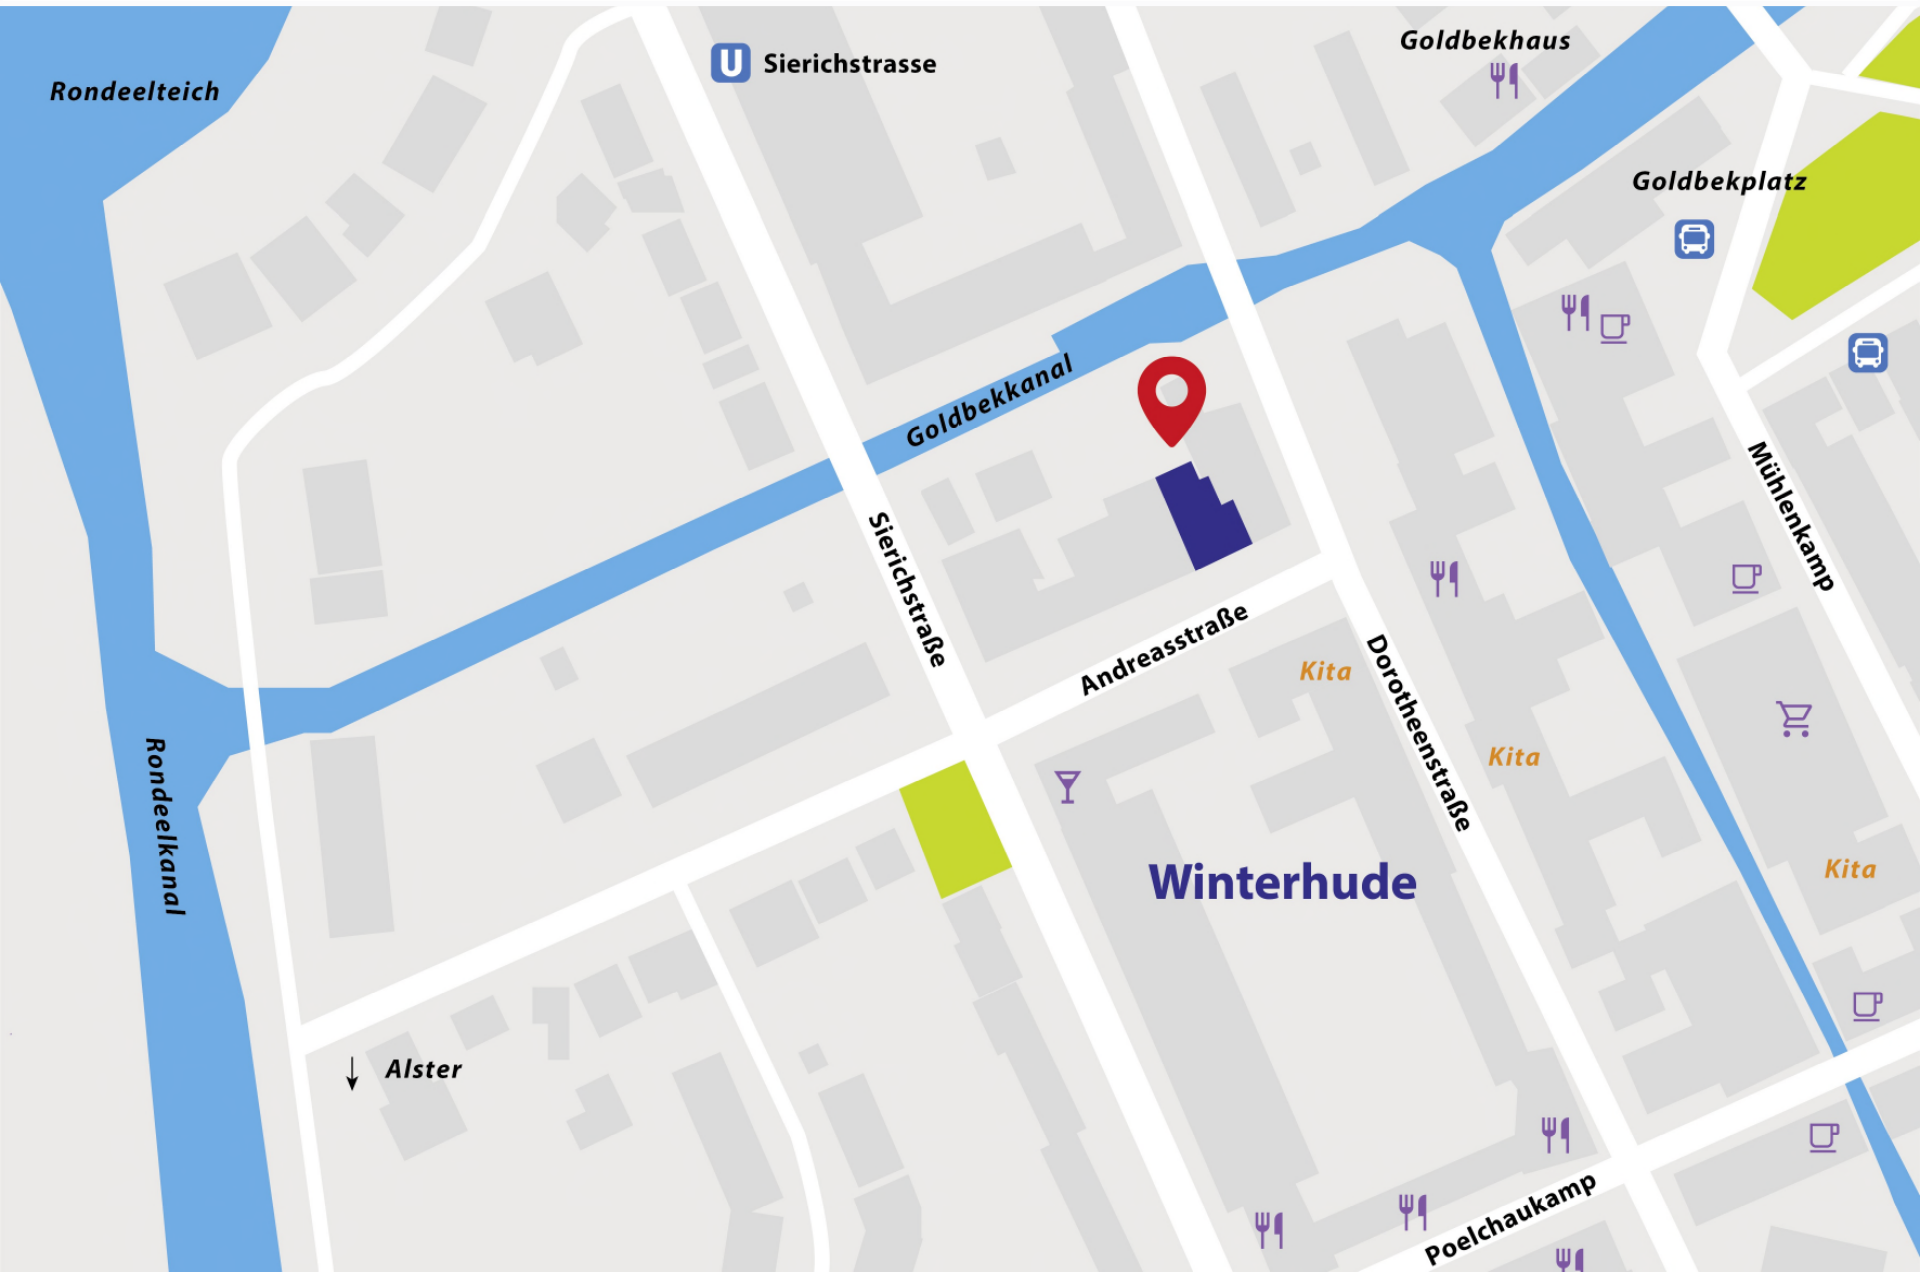 Goldbekhaus
U Sierichstrasse
Rondeelteich
Goldbekplatz
Goldbekkanal
Mühlenkamp
Sierichstraße
Andreasstraße
Kita
Dorotheenstraße
Kita
Rondeelkanal
Winterhude
Kita
Alster
Poelchaukamp